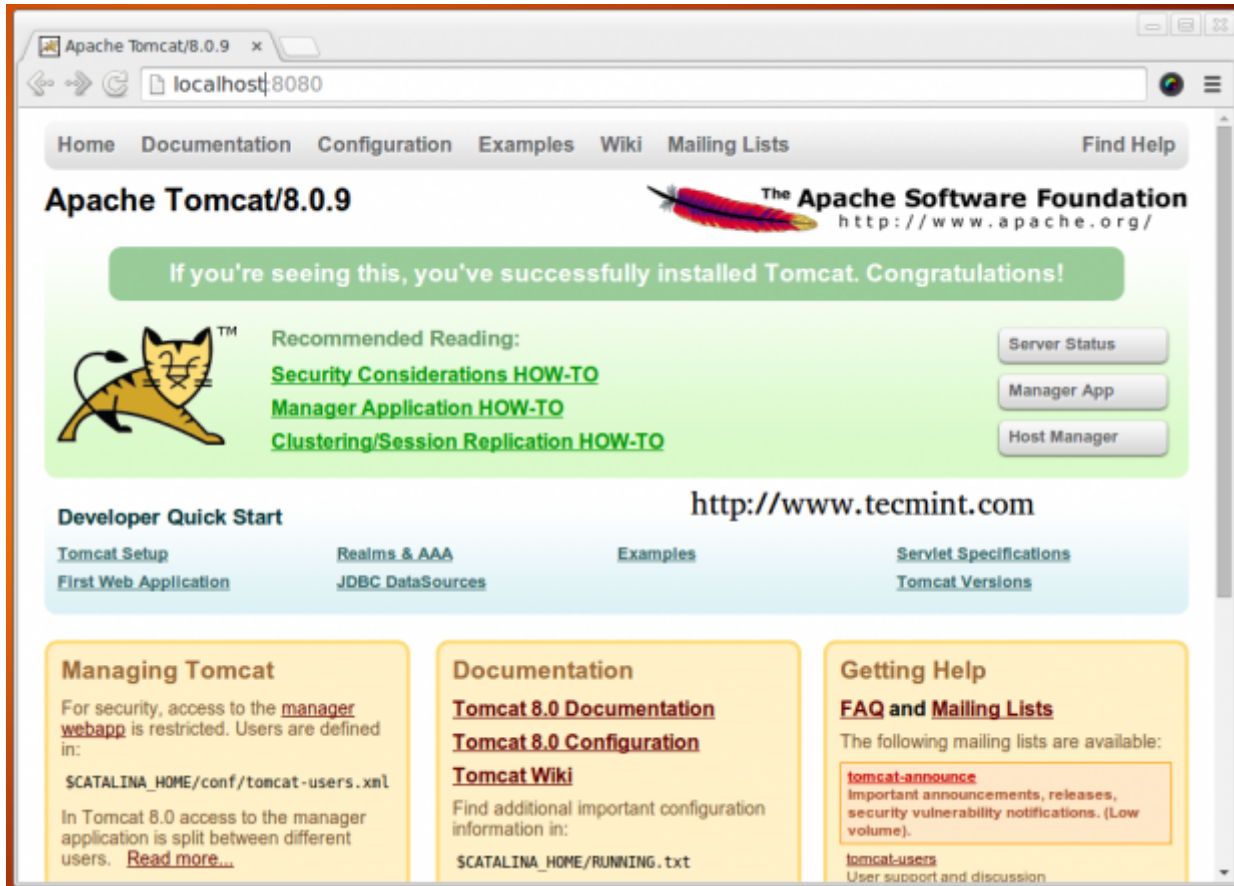 Apache Tomcat/8.0.9
localhost:8080
Home Documentation Configuration Examples Wiki Mailing Lists Find Help
Apache Tomcat/8.0.9
The Apache Software Foundation
http://www.apache.org/
If you're seeing this, you've successfully installed Tomcat. Congratulations!
TM
Recommended Reading:
Security Considerations HOW-TO
Manager Application HOW-TO
Clustering/Session Replication HOW-TO
Server Status
Manager App
Host Manager
http://www.tecmint.com
Developer Quick Start
Tomcat Setup
First Web Application
Realms & AAA
JDBC DataSources
Examples
Servlet Specifications
Tomcat Versions
Managing Tomcat
For security, access to the manager
webapp is restricted. Users are defined
in:
$CATALINA_HOME/conf/tomcat-users.xml
In Tomcat 8.0 access to the manager
application is split between different
users. Read more...
Documentation
Tomcat 8.0 Documentation
Tomcat 8.0 Configuration
Tomcat Wiki
Find additional important configuration
information in:
$CATALINA_HOME/RUNNING.txt
Getting Help
FAQ and Mailing Lists
The following mailing lists are available:
tomcat-announce
Important announcements, releases,
security vulnerability notifications. (Low
volume).
tomcat-users
User support and discussion